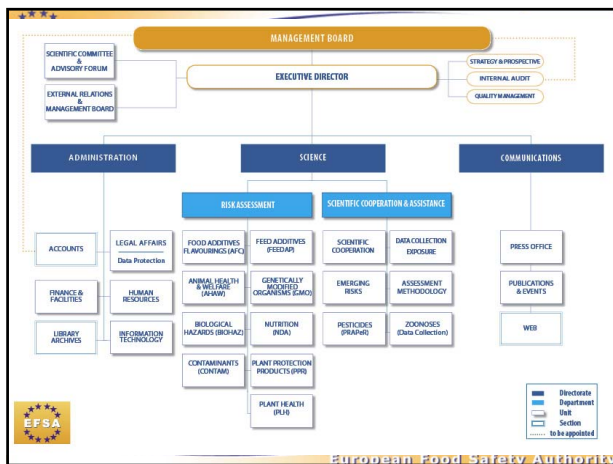 MANAGEMENT BOARD
SCIENTIFIC COMMITTEE
&
ADVISORY FORUM
EXTERNAL RELATIONS
&
MANAGEMENT BOARD
EXECUTIVE DIRECTOR
STRATEGY & PROSPECTIVE
INTERNAL AUDIT
QUALITY MANAGEMENT
ADMINISTRATION
SCIENCE
COMMUNICATIONS
RISK ASSESSMENT
SCIENTIFIC COOPERATION & ASSISTANCE
ACCOUNTS
LEGAL AFFAIRS
Data Protection
FINANCE &
FACILITIES
HUMAN
RESOURCES
LIBRARY
ARCHIVES
INFORMATION
TECHNOLOGY
FOOD ADDITIVES
FLAVOURINGS (AFC)
FEED ADDITIVES
(FEEDAP)
ANIMAL HEALTH
& WELFARE
(AHAW)
GENETICALLY
MODIFIED
ORGANISMS (GMO)
BIOLOGICAL
HAZARDS (BIOHAZ)
NUTRITION
(NDA)
CONTAMINANTS
(CONTAM)
PLANT PROTECTION
PRODUCTS (PPR)
PLANT HEALTH
(PLH)
SCIENTIFIC
COOPERATION
DATA COLLECTION
EXPOSURE
EMERGING
RISKS
ASSESSMENT
METHODOLOGY
PESTICIDES
(PRAPeR)
ZOONOSES
(Data Collection)
PRESS OFFICE
PUBLICATIONS
& EVENTS
WEB
Directorate
Department
Unit
Section
to be appointed
EFSA
European Food Safety Authority